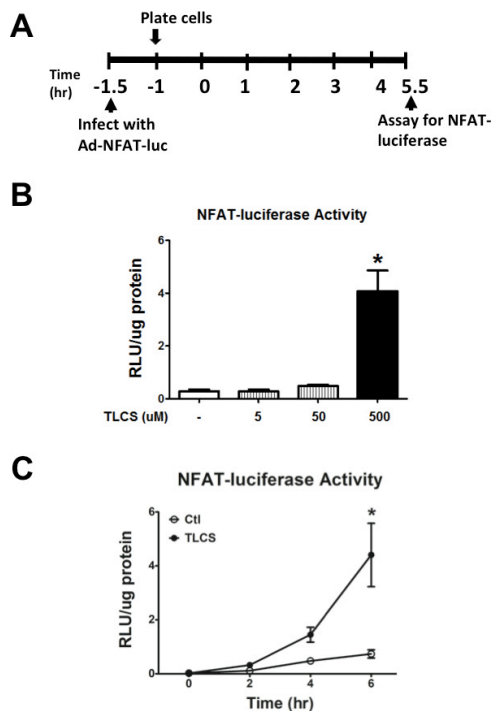 A
Plate cells
Time (hr)
-1.5 -1 0 1 2 3 4 5.5
Infect with
Ad-NFAT-luc
Assay for NFAT-
luciferase
B
NFAT-luciferase Activity
RLU/ug protein
6
4
2
0
*
TLCS (uM) - 5 50 500
C
NFAT-luciferase Activity
RLU/ug protein
6
4
2
0
Ctl
TLCS
*
0 2 4 6
Time (hr)